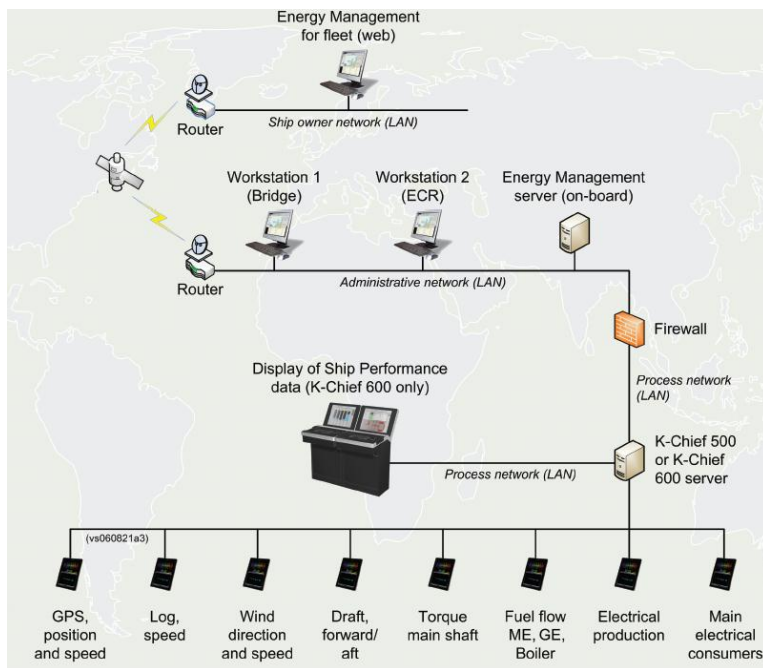 Energy Management
for fleet (web)
Router
Ship owner network (LAN)
Workstation 1
(Bridge)
Workstation 2
(ECR)
Energy Management
server (on-board)
Router
Administrative network (LAN)
Firewall
Display of Ship Performance
data (K-Chief 600 only)
Process network
(LAN)
K-Chief 500
or K-Chief
600 server
Process network (LAN)
(vs060821a3)
GPS,
position
and speed
Log,
speed
Wind
direction
and speed
Draft,
forward/
aft
Torque
main shaft
Fuel flow
ME, GE,
Boiler
Electrical
production
Main
electrical
consumers